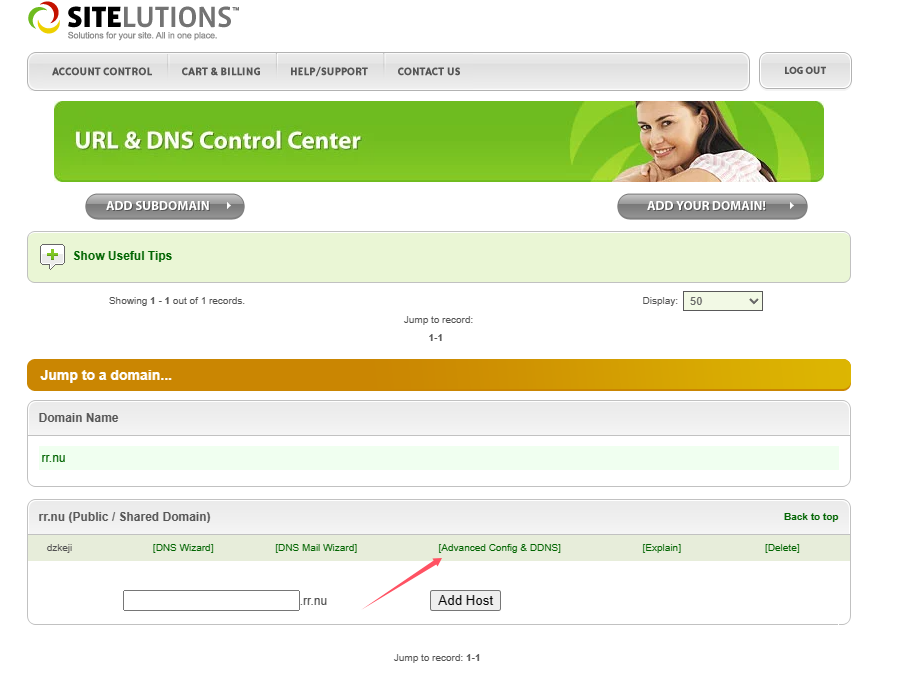 SITELUTIONS™
Solutions for your site. All in one place.
ACCOUNT CONTROL CART & BILLING HELP/SUPPORT CONTACT US LOG OUT
URL & DNS Control Center
ADD SUBDOMAIN ADD YOUR DOMAIN!
Show Useful Tips
Showing 1 - 1 out of 1 records. Display: 50
Jump to record:
1-1
Jump to a domain...
Domain Name
rr.nu
rr.nu (Public / Shared Domain) Back to top
dzkeji [DNS Wizard] [DNS Mail Wizard] [Advanced Config & DDNS] [Explain] [Delete]
.rr.nu Add Host
Jump to record: 1-1